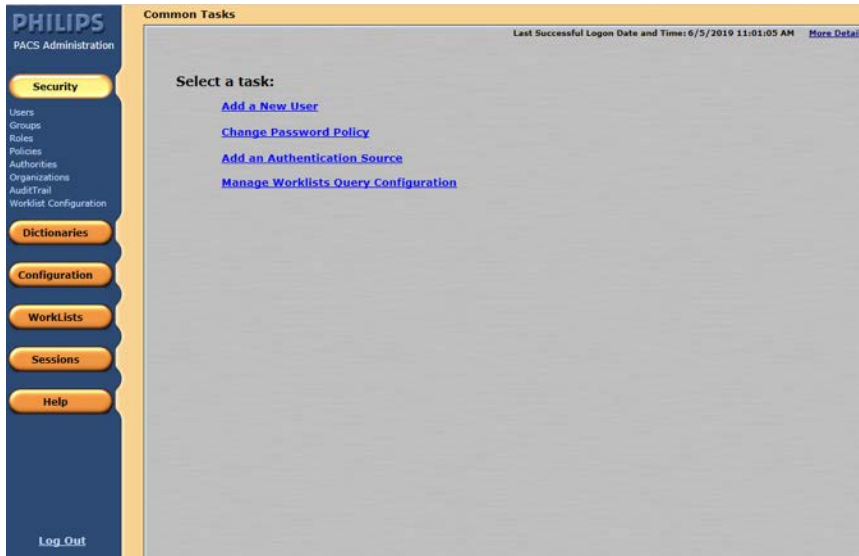 PHILIPS
PACS Administration
Security
Users
Groups
Roles
Policies
Authorities
Organizations
AuditTrail
Worklist Configuration
Dictionaries
Configuration
WorkLists
Sessions
Help
Log Out
Common Tasks
Last Successful Logon Date and Time: 6/5/2019 11:01:05 AM More Detail
Select a task:
Add a New User
Change Password Policy
Add an Authentication Source
Manage Worklists Query Configuration